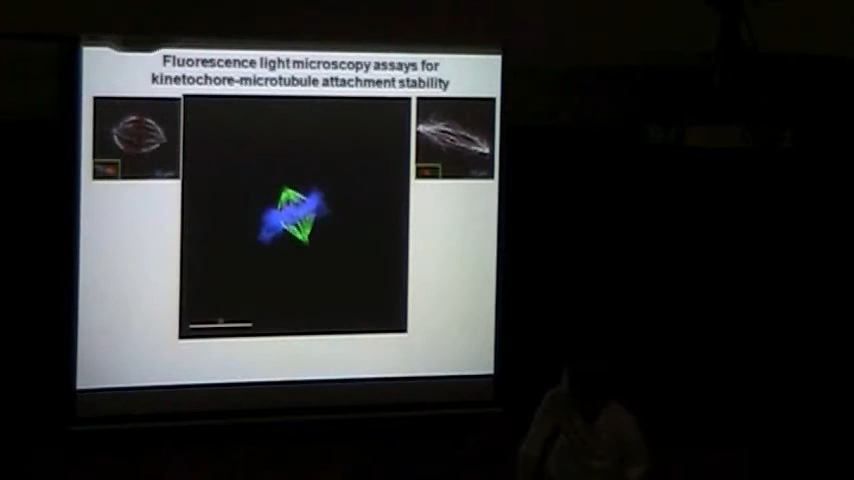 Fluorescence light microscopy assays for
kinetochore-microtubule attachment stability